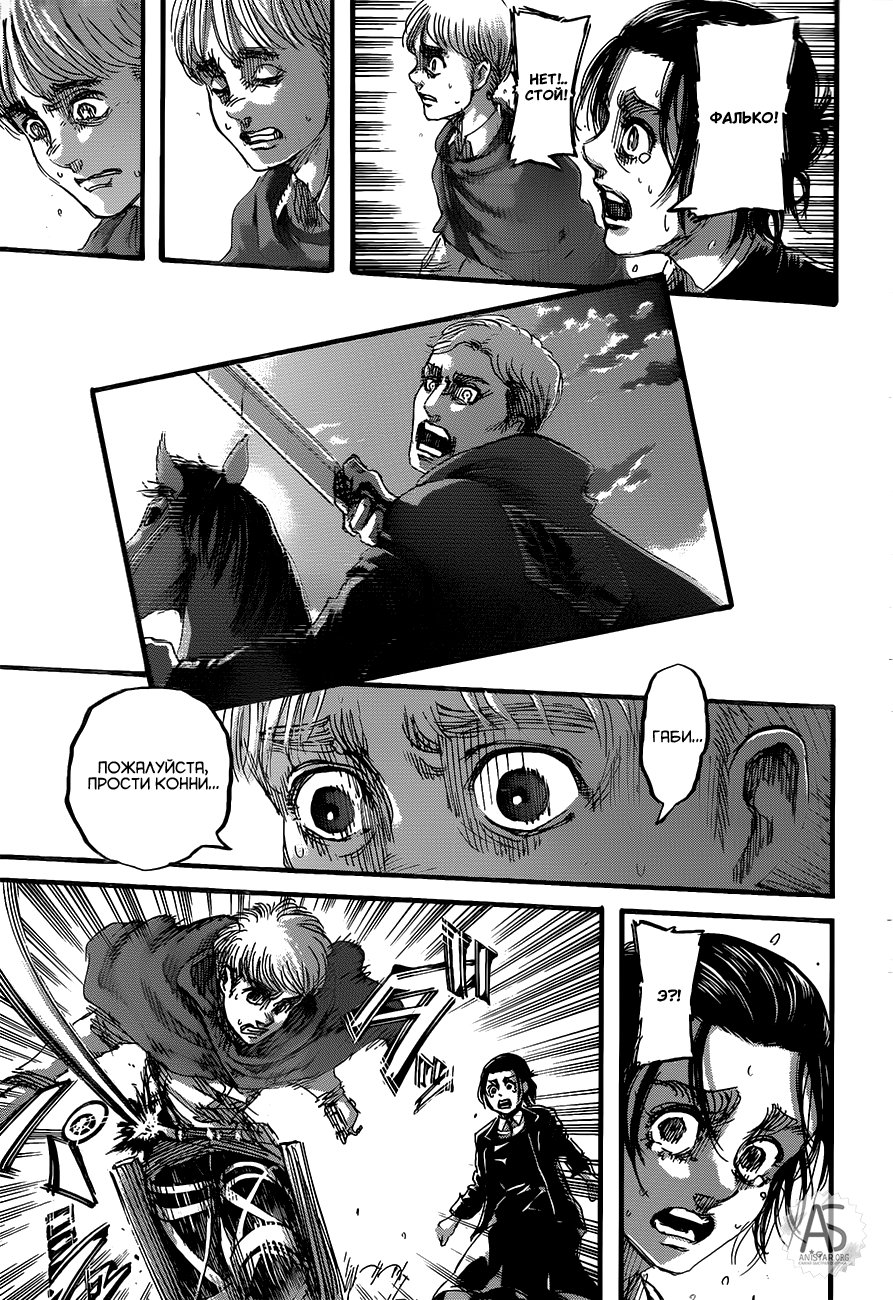 ФАЛЬКО!
НЕТ!..
СТОЙ!
ГАБИ...
ПОЖАЛУЙСТА,
ПРОСТИ КОННИ...
Э?!
AS
ANISTAR.ORG